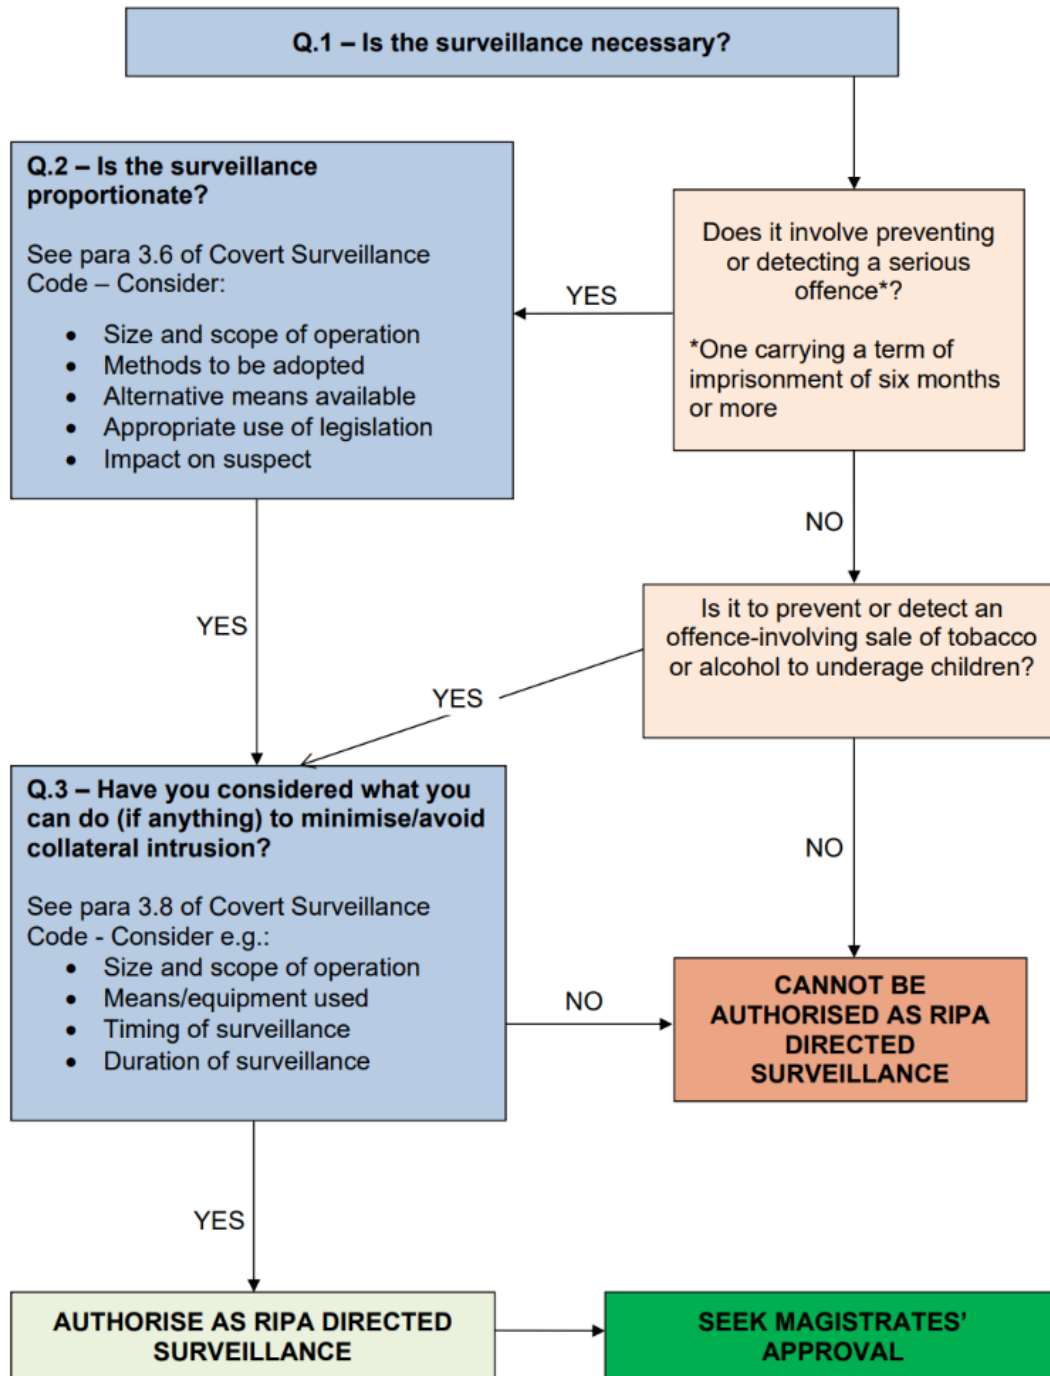 Q.1 – Is the surveillance necessary?
Q.2 – Is the surveillance
proportionate?
See para 3.6 of Covert Surveillance
Code – Consider:
• Size and scope of operation
• Methods to be adopted
• Alternative means available
• Appropriate use of legislation
• Impact on suspect
YES
Does it involve preventing
or detecting a serious
offence*?
*One carrying a term of
imprisonment of six months
or more
NO
YES
Is it to prevent or detect an
offence-involving sale of tobacco
or alcohol to underage children?
YES
NO
Q.3 – Have you considered what you
can do (if anything) to minimise/avoid
collateral intrusion?
See para 3.8 of Covert Surveillance
Code - Consider e.g.:
• Size and scope of operation
• Means/equipment used
• Timing of surveillance
• Duration of surveillance
NO
CANNOT BE
AUTHORISED AS RIPA
DIRECTED
SURVEILLANCE
YES
AUTHORISE AS RIPA DIRECTED
SURVEILLANCE
SEEK MAGISTRATES’
APPROVAL